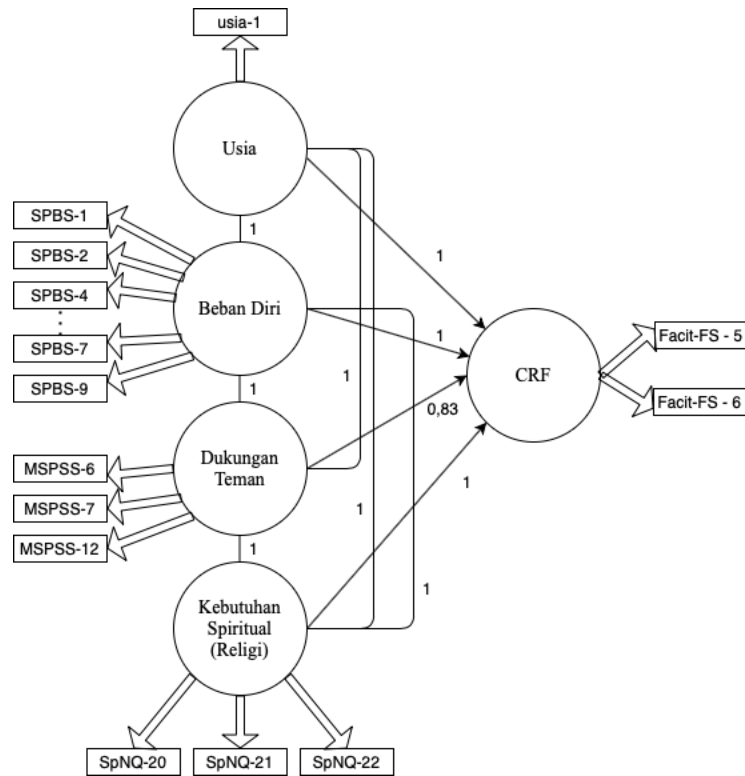 usia-1
Usia
SPBS-1
1
SPBS-2
1
SPBS-4
Beban Diri
1
Facit-FS - 5
SPBS-7
CRF
SPBS-9
1
1
Facit-FS - 6
0,83
Dukungan
Teman
MSPSS-6
1
MSPSS-7
MSPSS-12
1
1
1
Kebutuhan
Spiritual
(Religi)
SpNQ-20
SpNQ-21
SpNQ-22